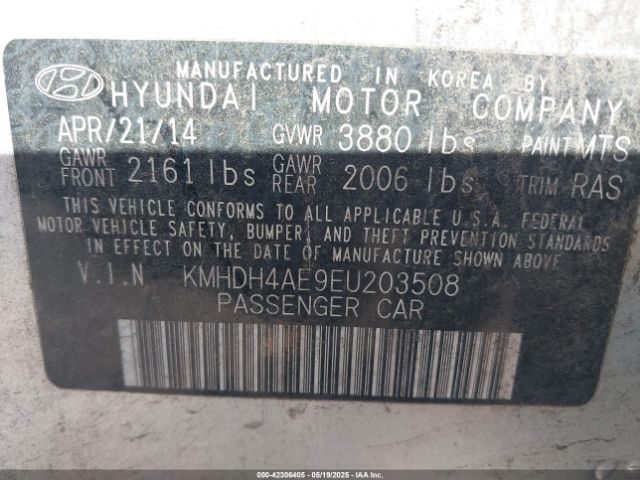 MANUFACTURED IN KOREA BY
HYUNDAI MOTOR COMPANY
APR/21/14 GVWR 3880 lbs PAINT MTS
GAWR FRONT 2161 lbs GAWR REAR 2006 lbs TRIM RAS
THIS VEHICLE CONFORMS TO ALL APPLICABLE U.S.A. FEDERAL
MOTOR VEHICLE SAFETY, BUMPER, AND THEFT PREVENTION STANDARDS
IN EFFECT ON THE DATE OF MANUFACTURE SHOWN ABOVE
V.I.N KMHDH4AE9EU203508
PASSENGER CAR
000-42306405 - 05/19/2025 - IAAI.COM